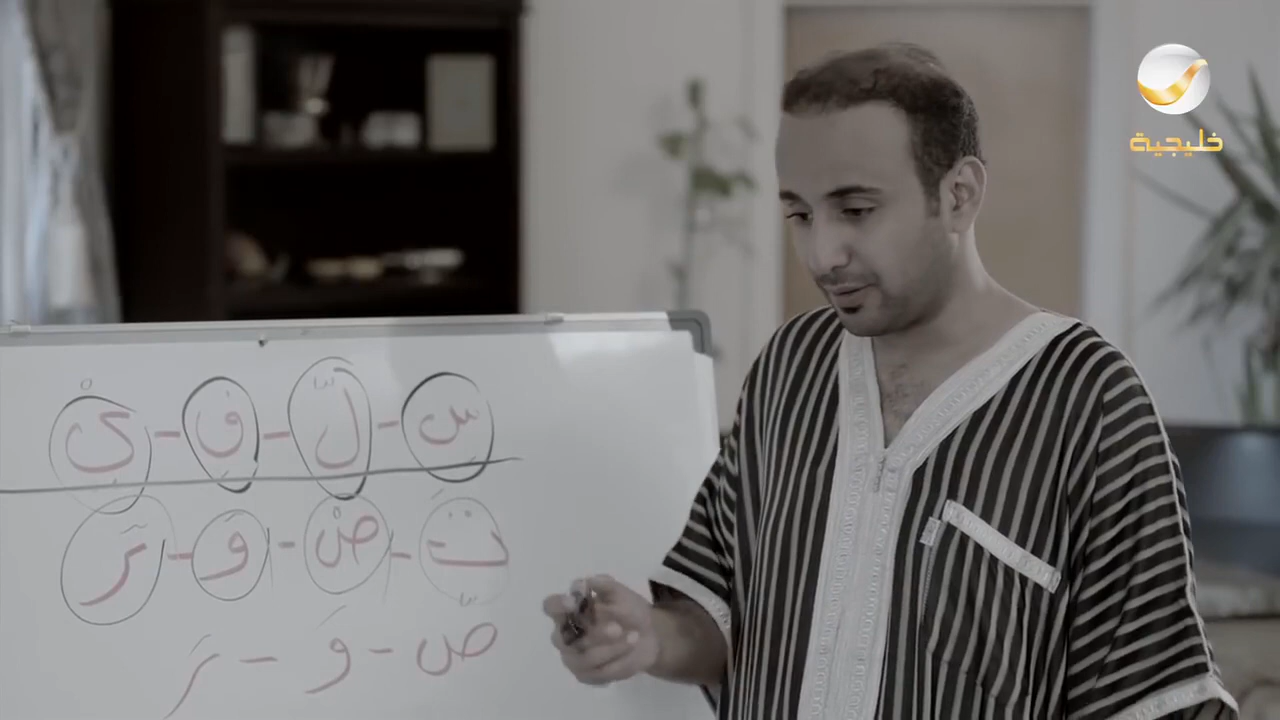 خليجية
س - لّ - فِ - ىْ
ت - ض - وَ - رَ
ص - وَ - رَ